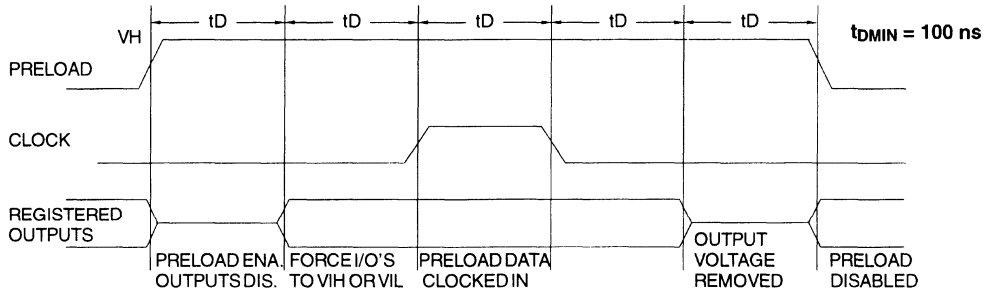 tD tD tD tD tD
VH
tDMIN = 100 ns
PRELOAD
CLOCK
REGISTERED
OUTPUTS
PRELOAD ENA.
OUTPUTS DIS.
FORCE I/O'S
TO VIH OR VIL
PRELOAD DATA
CLOCKED IN
OUTPUT
VOLTAGE
REMOVED
PRELOAD
DISABLED